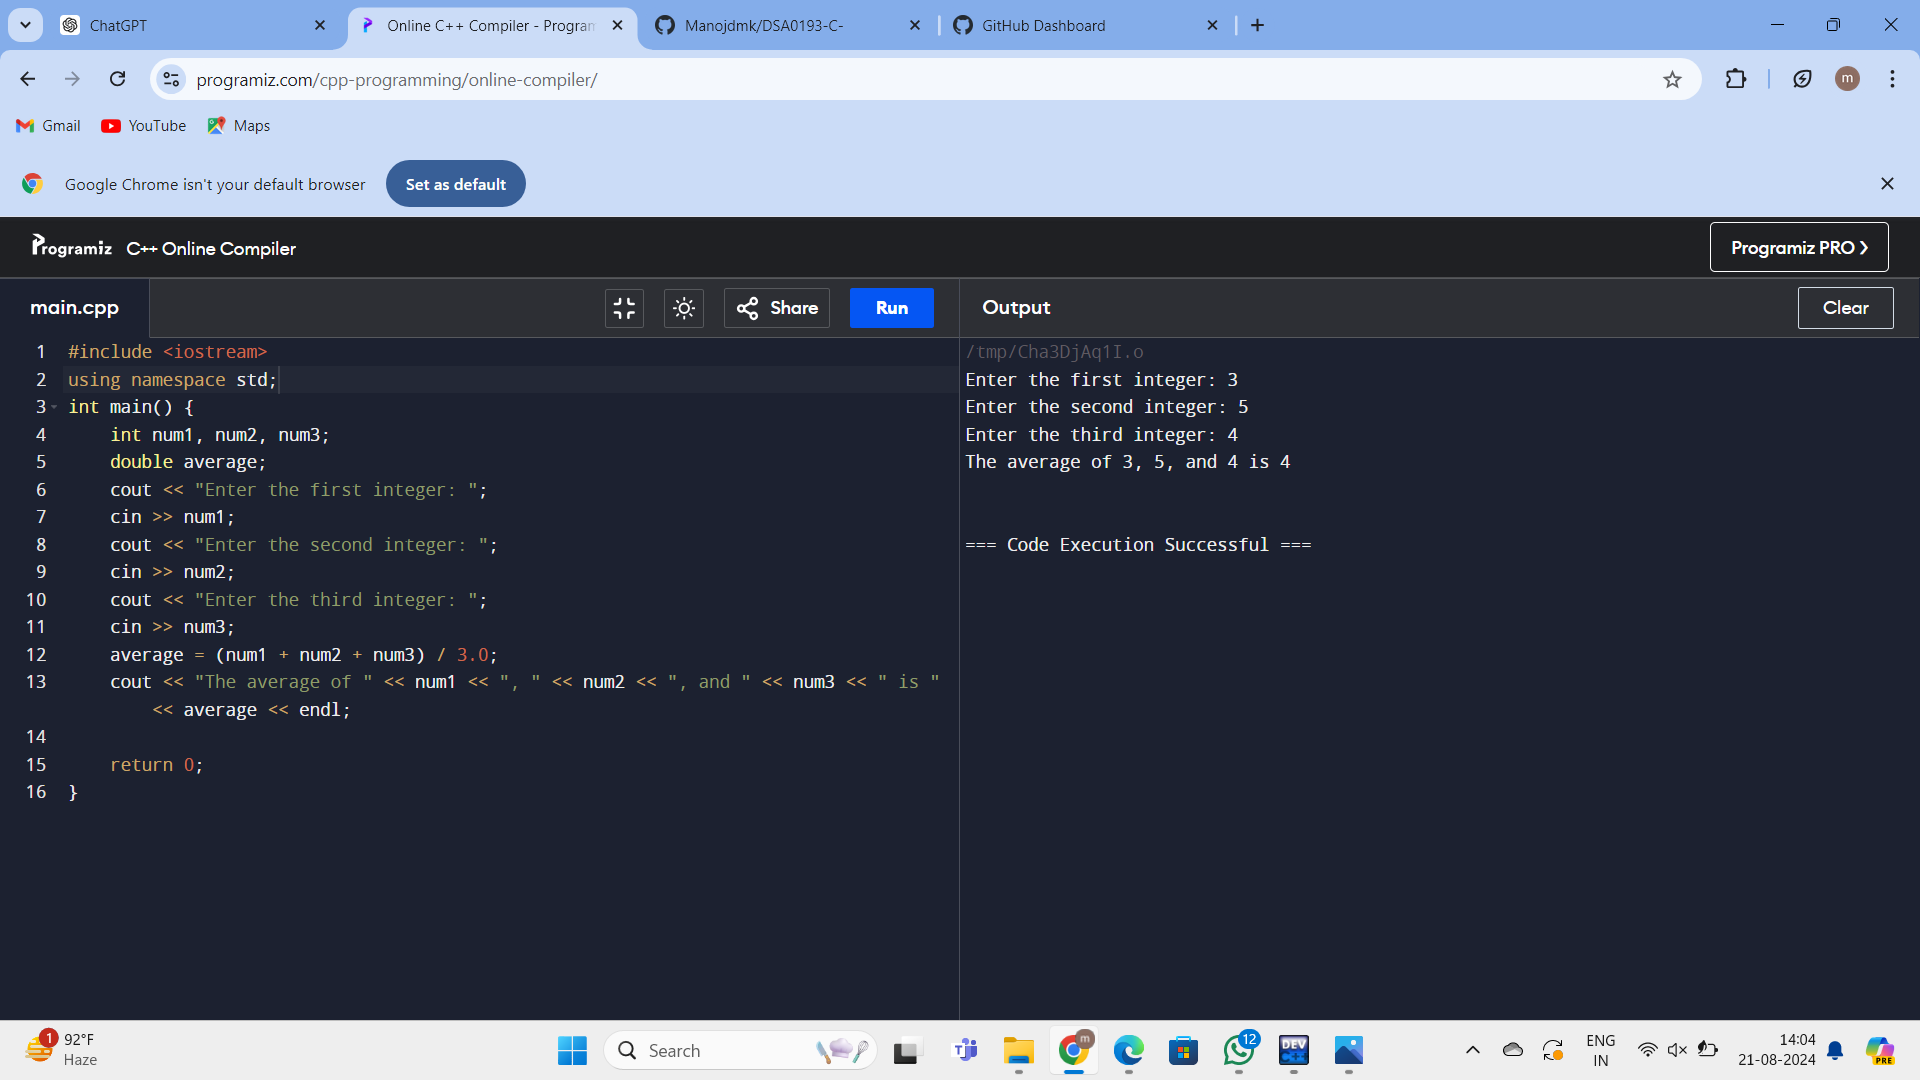 ChatGPT
Online C++ Compiler - Program
Manojdmk/DSA0193-C-
GitHub Dashboard
programiz.com/cpp-programming/online-compiler/
m
Gmail
YouTube
Maps
Google Chrome isn't your default browser
Set as default
Programiz
C++ Online Compiler
Programiz PRO
main.cpp
Share
Run
Output
Clear
1 #include <iostream>
2 using namespace std;
3 int main() {
4 int num1, num2, num3;
5 double average;
6 cout << "Enter the first integer: ";
7 cin >> num1;
8 cout << "Enter the second integer: ";
9 cin >> num2;
10 cout << "Enter the third integer: ";
11 cin >> num3;
12 average = (num1 + num2 + num3) / 3.0;
13 cout << "The average of " << num1 << ", " << num2 << ", and " << num3 << " is "
<< average << endl;
14
15 return 0;
16 }
/tmp/Cha3DjAq1I.o
Enter the first integer: 3
Enter the second integer: 5
Enter the third integer: 4
The average of 3, 5, and 4 is 4
=== Code Execution Successful ===
1
92°F
Haze
Search
m
12
DEV
C++
ENG
IN
14:04
21-08-2024
PRE